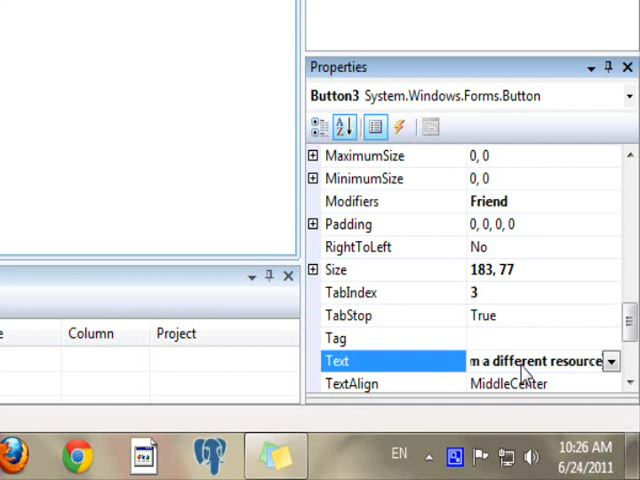 Properties
Button3 System.Windows.Forms.Button
MaximumSize 0, 0
MinimumSize 0, 0
Modifiers Friend
Padding 0, 0, 0, 0
RightToLeft No
Size 183, 77
TabIndex 3
TabStop True
Tag
Text m a different resource
TextAlign MiddleCenter
Column Project
EN 10:26 AM
6/24/2011